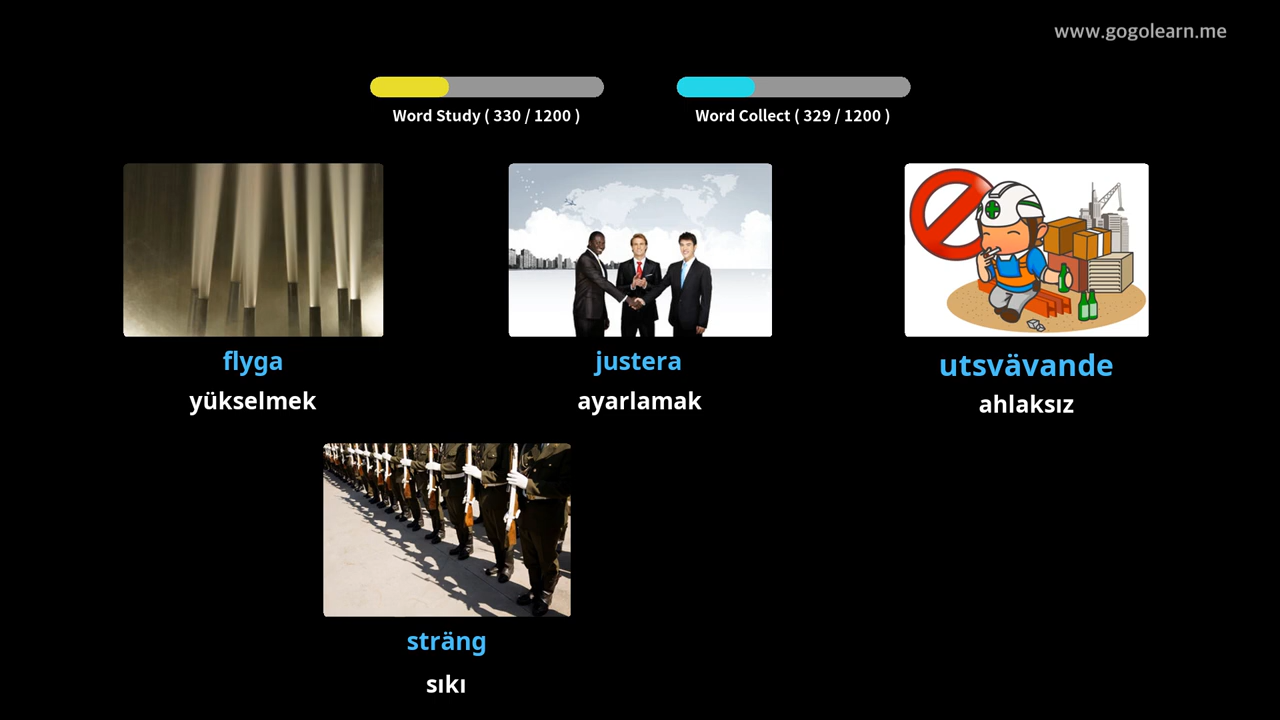 www.gogolearn.me
Word Study ( 330 / 1200 )
Word Collect ( 329 / 1200 )
flyga
justera
utsvävande
yükselmek
ayarlamak
ahlaksız
sträng
sıkı